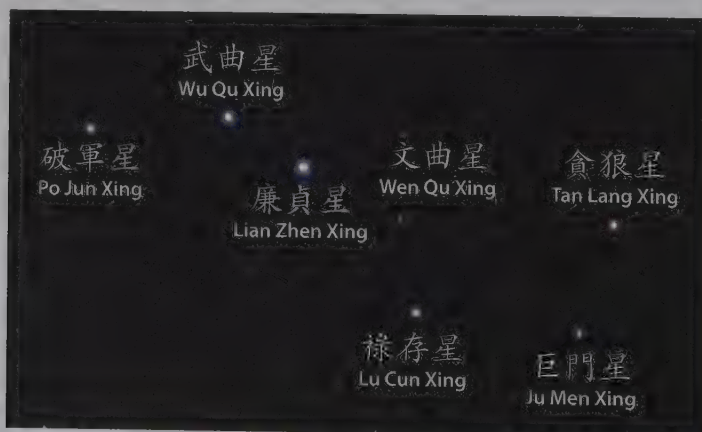 武曲星
Wu Qu Xing
破軍星
Po Jun Xing
廉貞星
Lian Zhen Xing
文曲星
Wen Qu Xing
貪狼星
Tan Lang Xing
祿存星
Lu Cun Xing
巨門星
Ju Men Xing